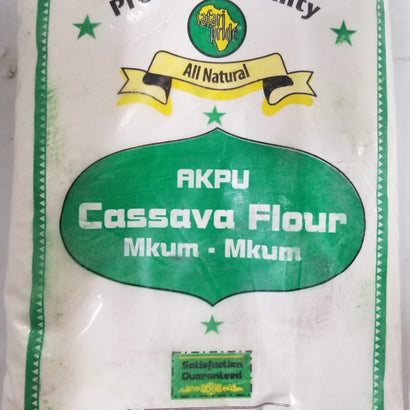 Safari
pride
All Natural
AKPU
Cassava Flour
Mkum - Mkum
Satisfaction
Guaranteed